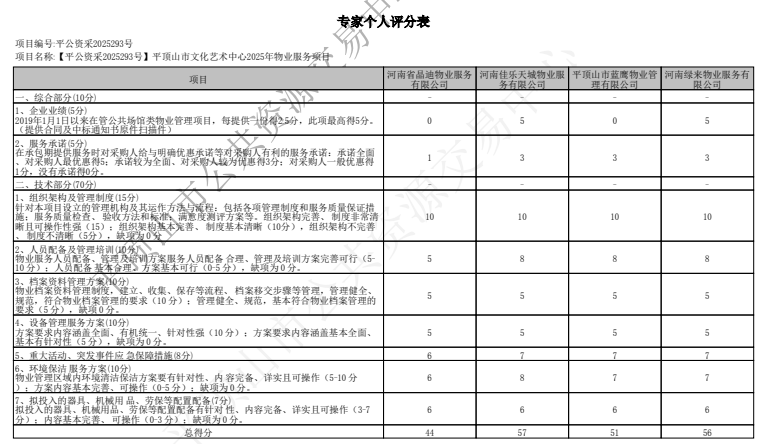 专家个人评分表
项目编号:平公资采2025293号
项目名称:【平公资采2025293号】平顶山市文化艺术中心2025年物业服务项目
项目 河南省晶迪物业服务有限公司 河南佳乐天城物业服务有限公司 平顶山市蓝鹰物业管理有限公司 河南绿来物业服务有限公司
一、综合部分(10分) - - - -
1、企业业绩(5分)
2019年1月1日以来在管公共场馆类物业管理项目，每提供一份得2.5分，此项最高得5分。
（提供合同及中标通知书原件扫描件） 0 5 0 5
2、服务承诺(5分)
在承包期提供服务时对采购人给与明确优惠承诺等对采购人有利的服务承诺；承诺全面
、对采购人最优惠得5；承诺较为全面、对采购人较为优惠得3分；对采购人一般优惠得
1分，没有承诺得0分。 1 3 3 3
二、技术部分(70分) - - - -
1、组织架构及管理制度(15分)
针对本项目设立的管理机构及其运作方法与流程；包括各项管理制度和服务质量保证措
施；服务质量检查、验收方法和标准；满意度测评方案等。组织架构完善、制度非常清
晰且可操作性强（15）；组织架构基本完善、制度基本清晰（10分），组织架构不完善
、制度不清晰（5分），缺项为０分 10 10 10 10
2、人员配备及管理培训(10分)
物业服务人员配备、管理及培训方案服务人员配备 合理、管理及培训方案完善可行（5-
10分）；人员配备 基本合理、方案基本可行（0-5分），缺项为０分。 5 8 8 8
3、档案资料管理方案(10分)
物业档案资料管理制度，建立、收集、保存等流程、 档案移交步骤等管理，管理健全、
规范，符合物业档案管理的要求（10分）；管理健全、规范，基本符合物业档案管理的
要求（5分），缺项为０分。 5 5 5 5
4、设备管理服务方案(10分)
方案要求内容涵盖全面、有机统一、针对性强（10分）；方案要求内容涵盖基本全面、
基本有针对性（5分），缺项为０分。 5 5 5 5
5、重大活动、突发事件应 急保障措施(8分) 6 7 7 7
6、环境保洁 服务方案(10分)
物业管理区域内环境清洁保洁方案要有针对性、内 容完备、详实且可操作（5-10分
）；方案内容基本完善、可操作（0-5分）；缺项为０分。 6 8 7 7
7、拟投入的器具、机械用 品、劳保等配置配备(7分)
拟投入的器具、机械用品、劳保等配置配备有针对 性、内容完备、详实且可操作（3-7
分）；内容基本完善、 可操作（0-3分）；缺项为０分。 6 6 6 6
总得分 44 57 51 56